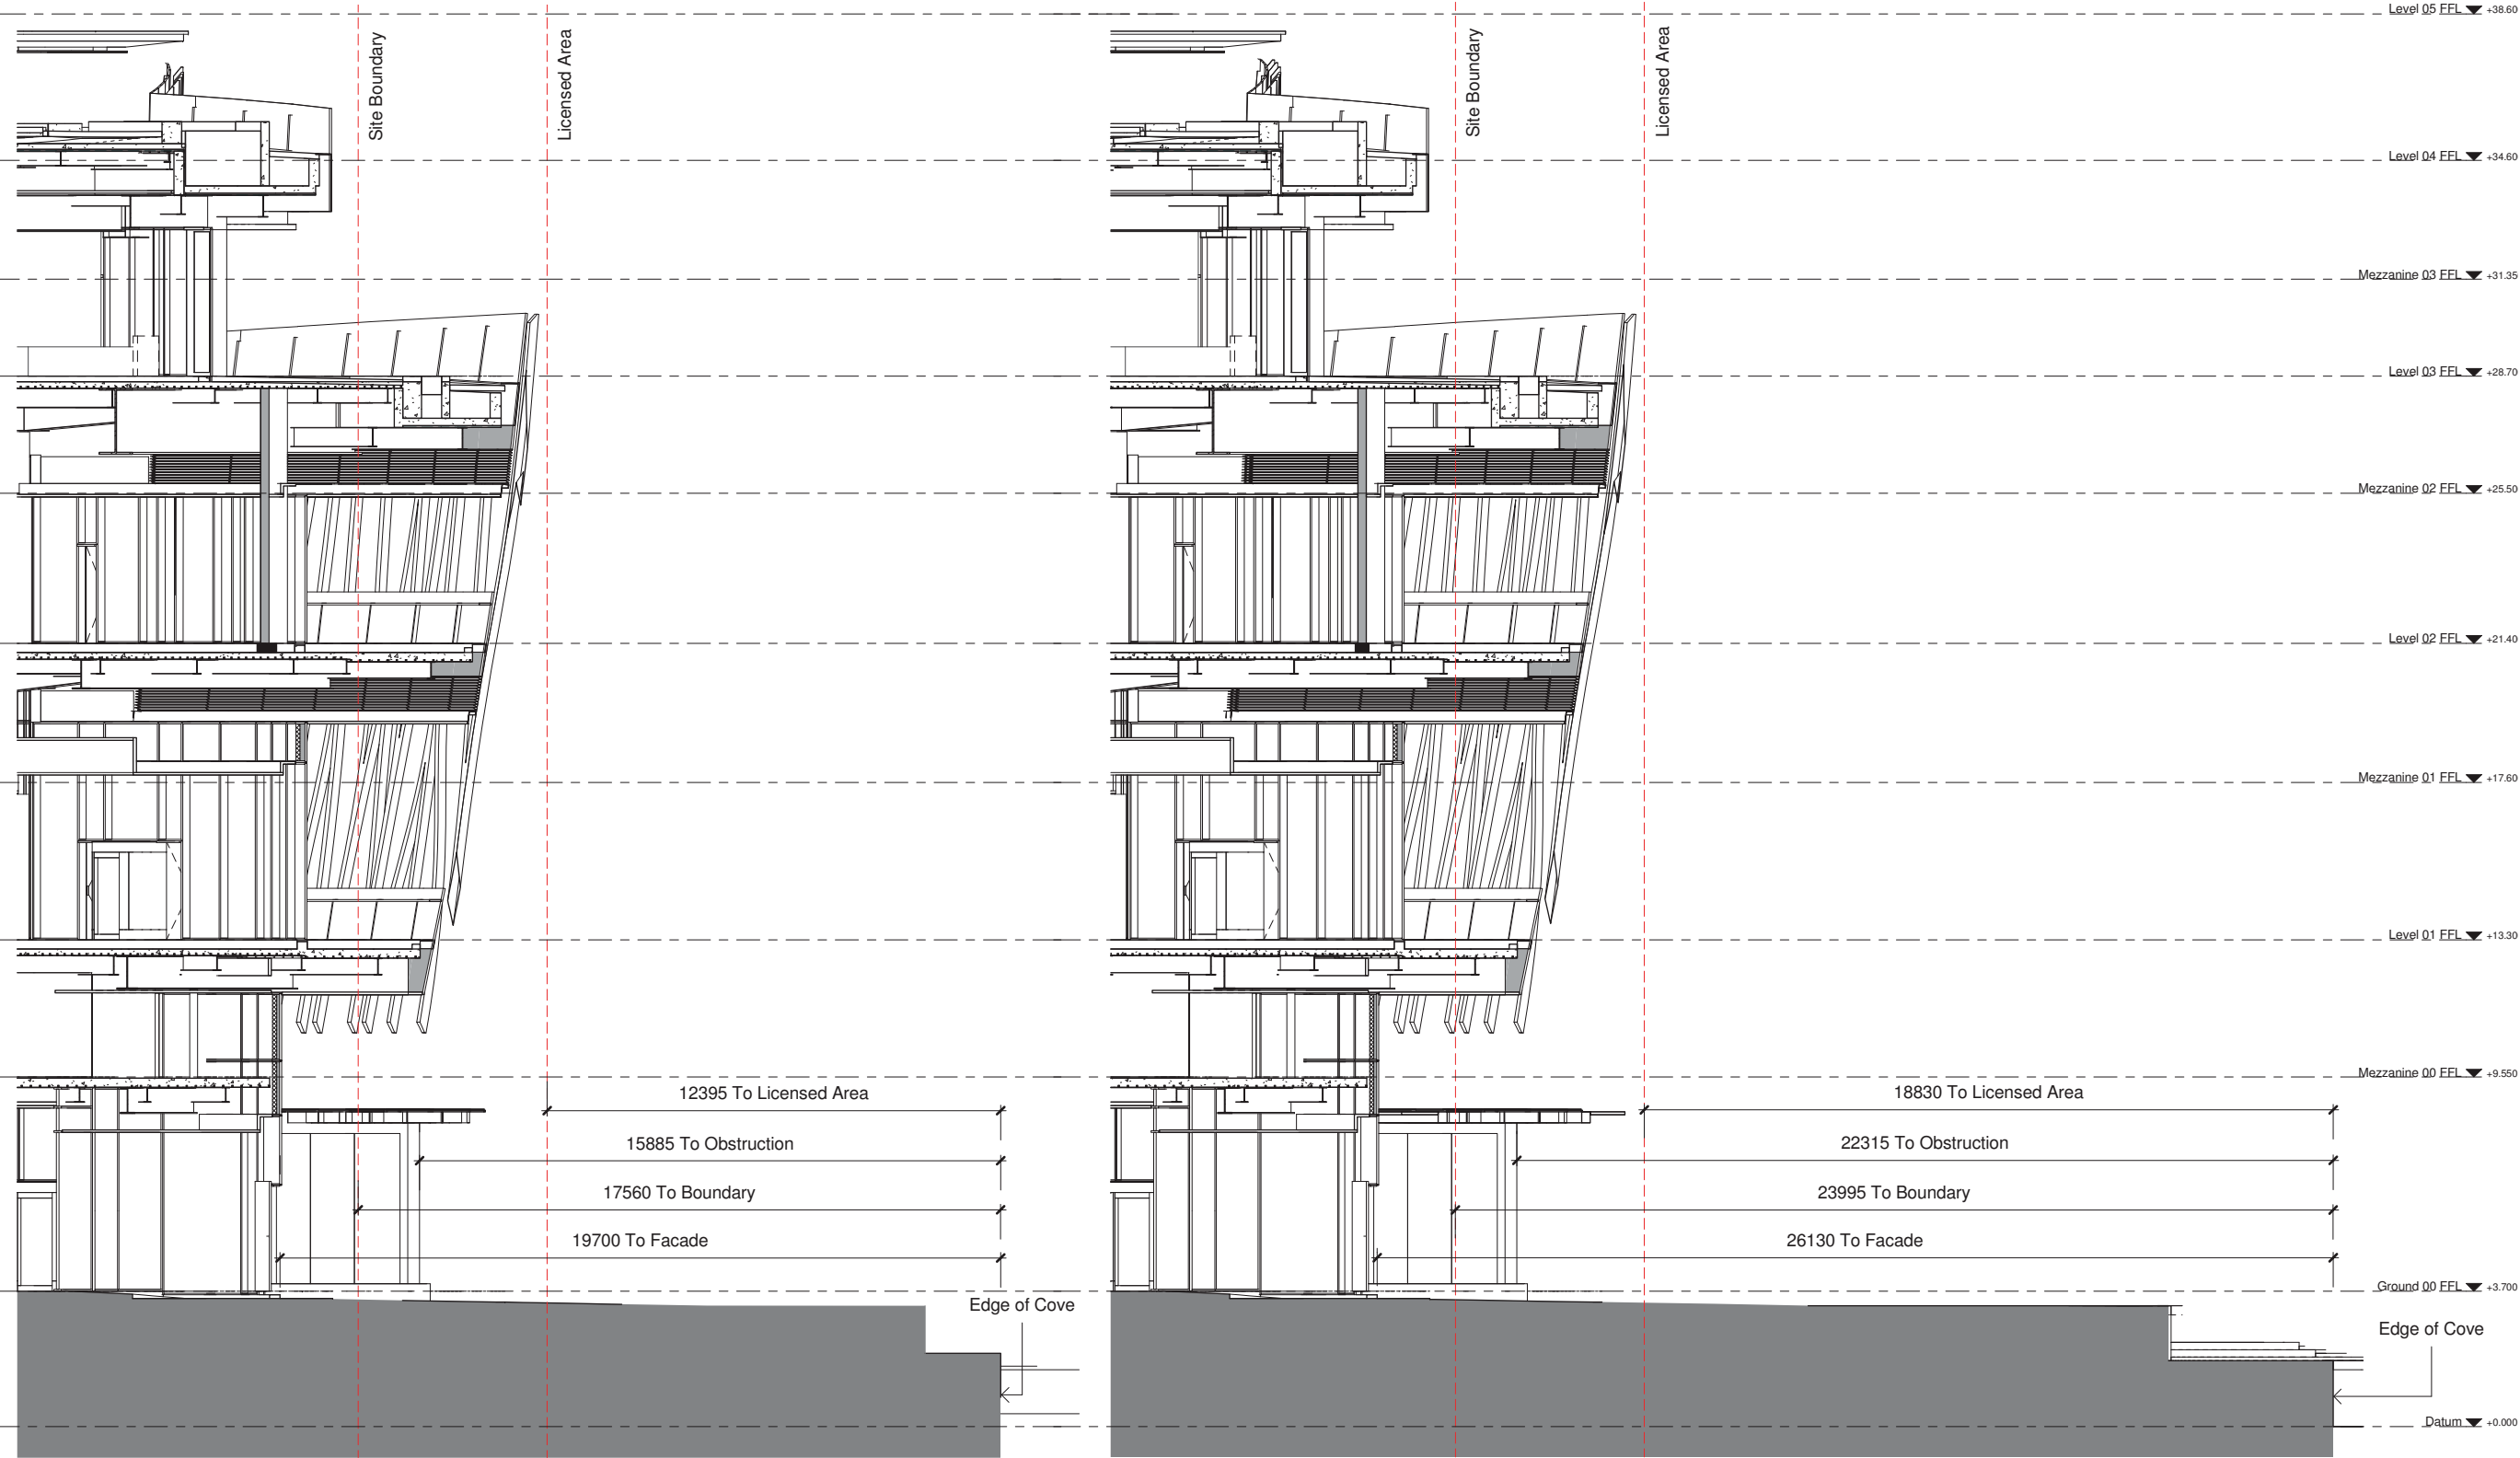 Level 05 FFL +38.60
Site Boundary
Licensed Area
Site Boundary
Licensed Area
Level 04 FFL +34.60
Mezzanine 03 FFL +31.35
Level 03 FFL +28.70
Mezzanine 02 FFL +25.50
Level 02 FFL +21.40
Mezzanine 01 FFL +17.60
Level 01 FFL +13.30
Mezzanine 00 FFL +9.550
12395 To Licensed Area
15885 To Obstruction
17560 To Boundary
19700 To Facade
18830 To Licensed Area
22315 To Obstruction
23995 To Boundary
26130 To Facade
Ground 00 FFL +3.700
Edge of Cove
Edge of Cove
Datum +0.000